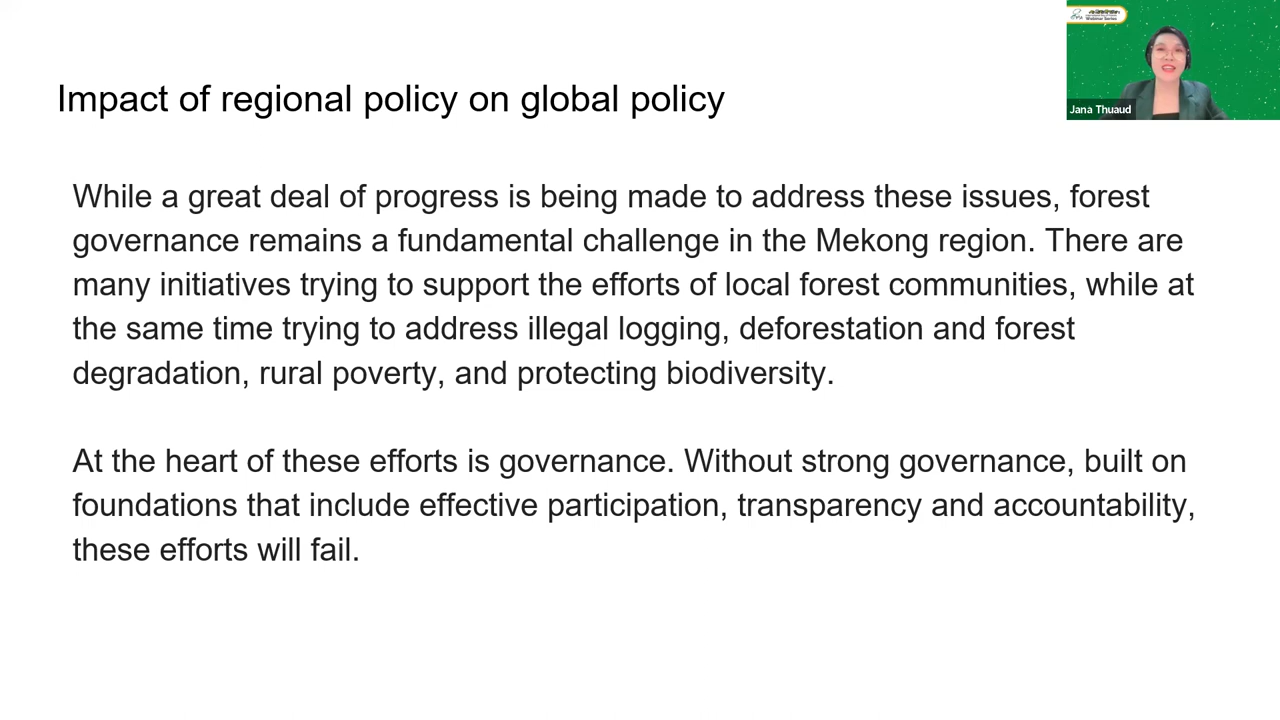 Impact of regional policy on global policy
While a great deal of progress is being made to address these issues, forest
governance remains a fundamental challenge in the Mekong region. There are
many initiatives trying to support the efforts of local forest communities, while at
the same time trying to address illegal logging, deforestation and forest
degradation, rural poverty, and protecting biodiversity.
At the heart of these efforts is governance. Without strong governance, built on
foundations that include effective participation, transparency and accountability,
these efforts will fail.
Webinar Series
Jana Thuaud